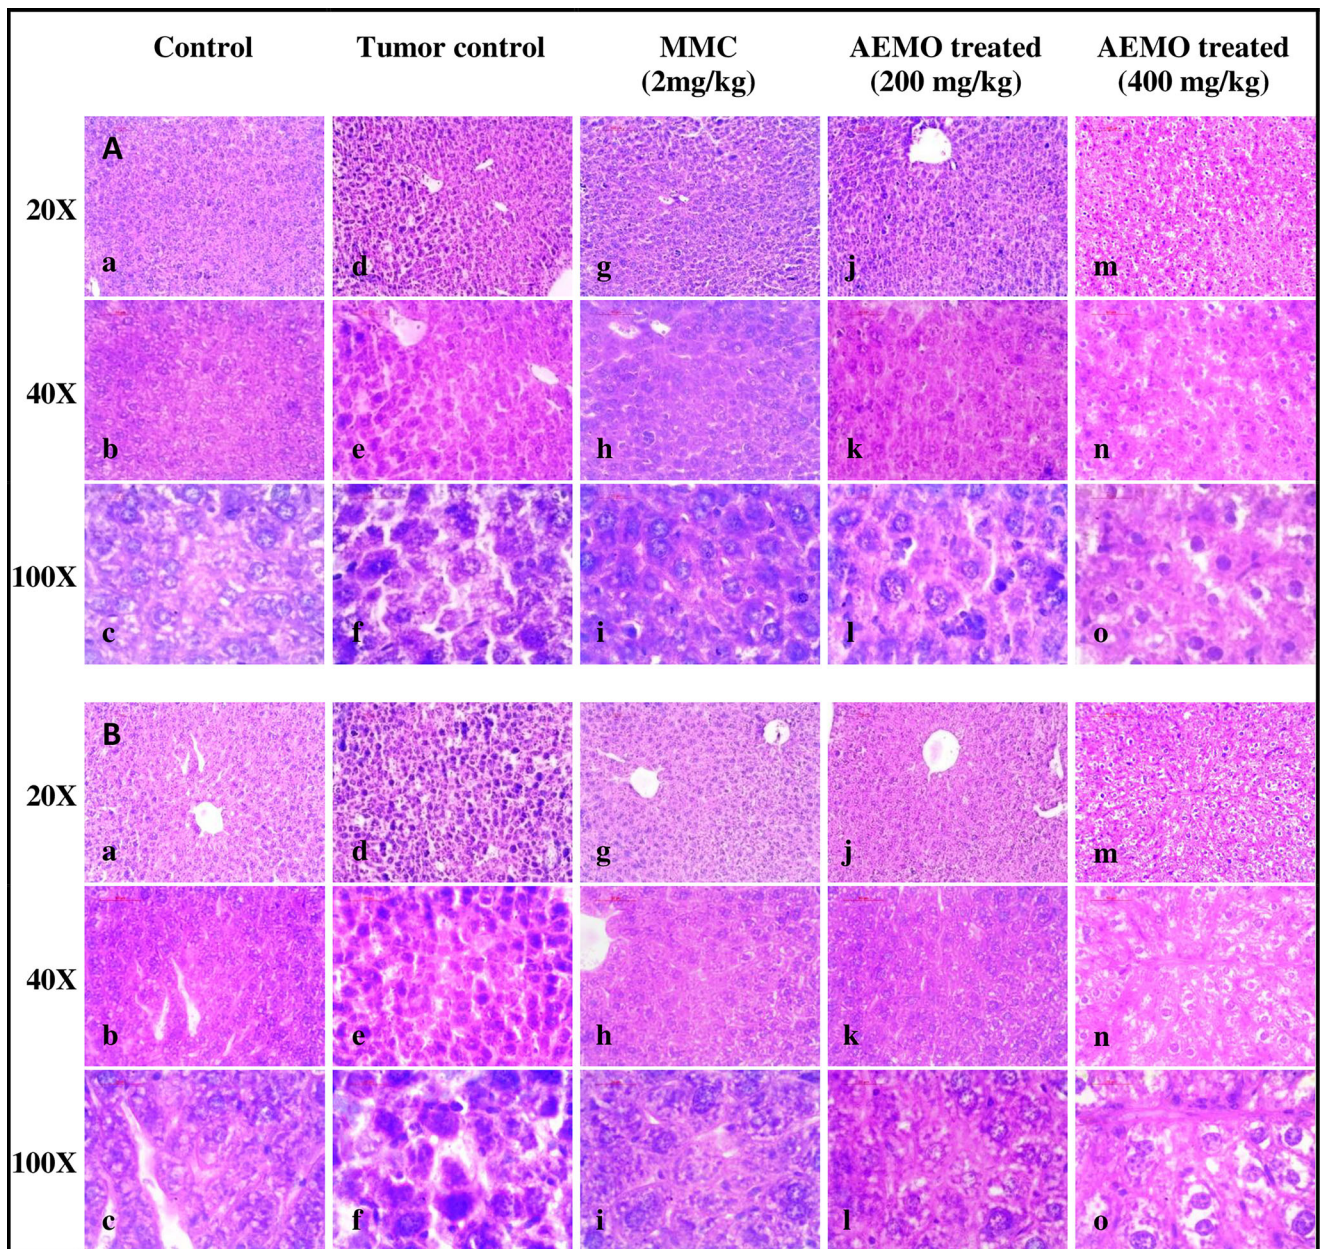 Control Tumor control MMC AEMO treated AEMO treated
(2mg/kg) (200 mg/kg) (400 mg/kg)
A
20X
a d g j m
40X
b e h k n
100X
c f i l o
B
20X
a d g j m
40X
b e h k n
100X
c f i l o